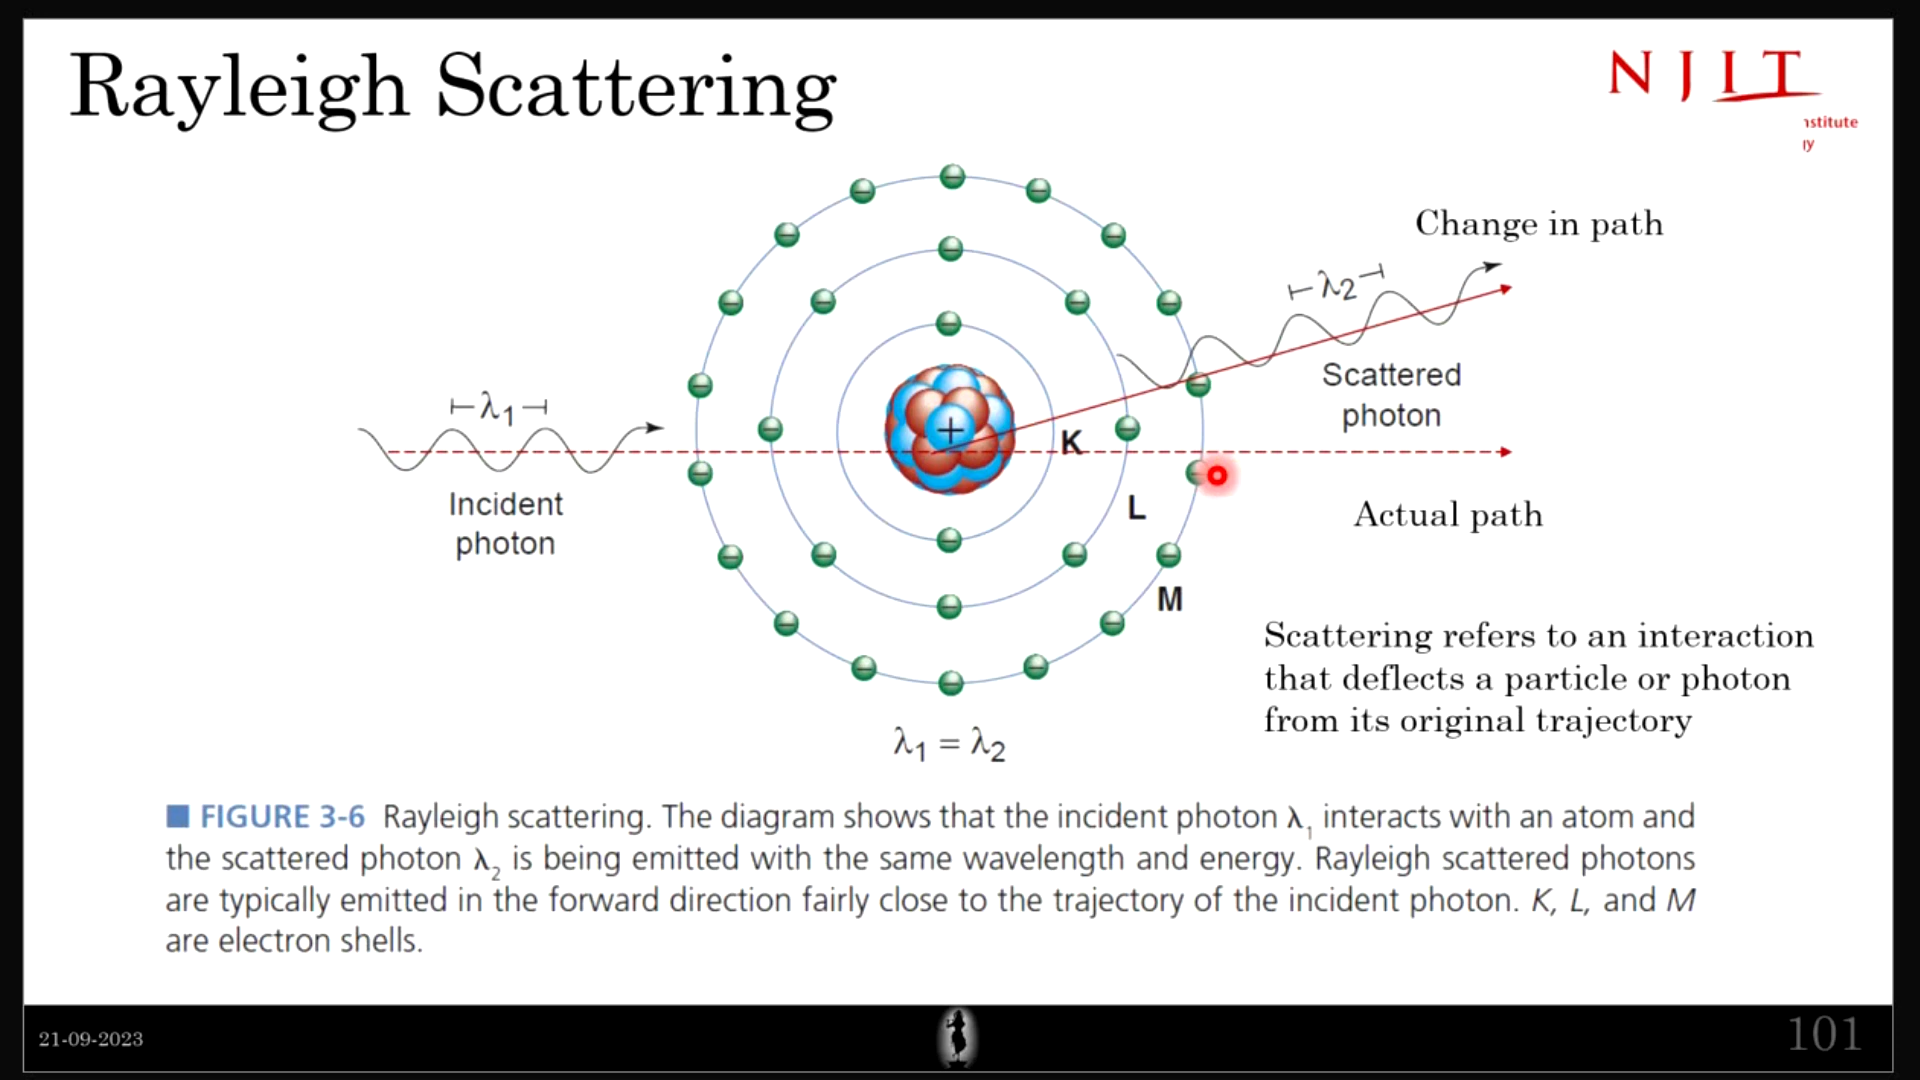 Rayleigh Scattering
NJIT
Change in path
⊢λ2⊣
Scattered
photon
⊢λ1⊣
Incident
photon
+
K
L
M
Actual path
Scattering refers to an interaction
that deflects a particle or photon
from its original trajectory
λ1 = λ2
FIGURE 3-6 Rayleigh scattering. The diagram shows that the incident photon λ1 interacts with an atom and
the scattered photon λ2 is being emitted with the same wavelength and energy. Rayleigh scattered photons
are typically emitted in the forward direction fairly close to the trajectory of the incident photon. K, L, and M
are electron shells.
21-09-2023
101